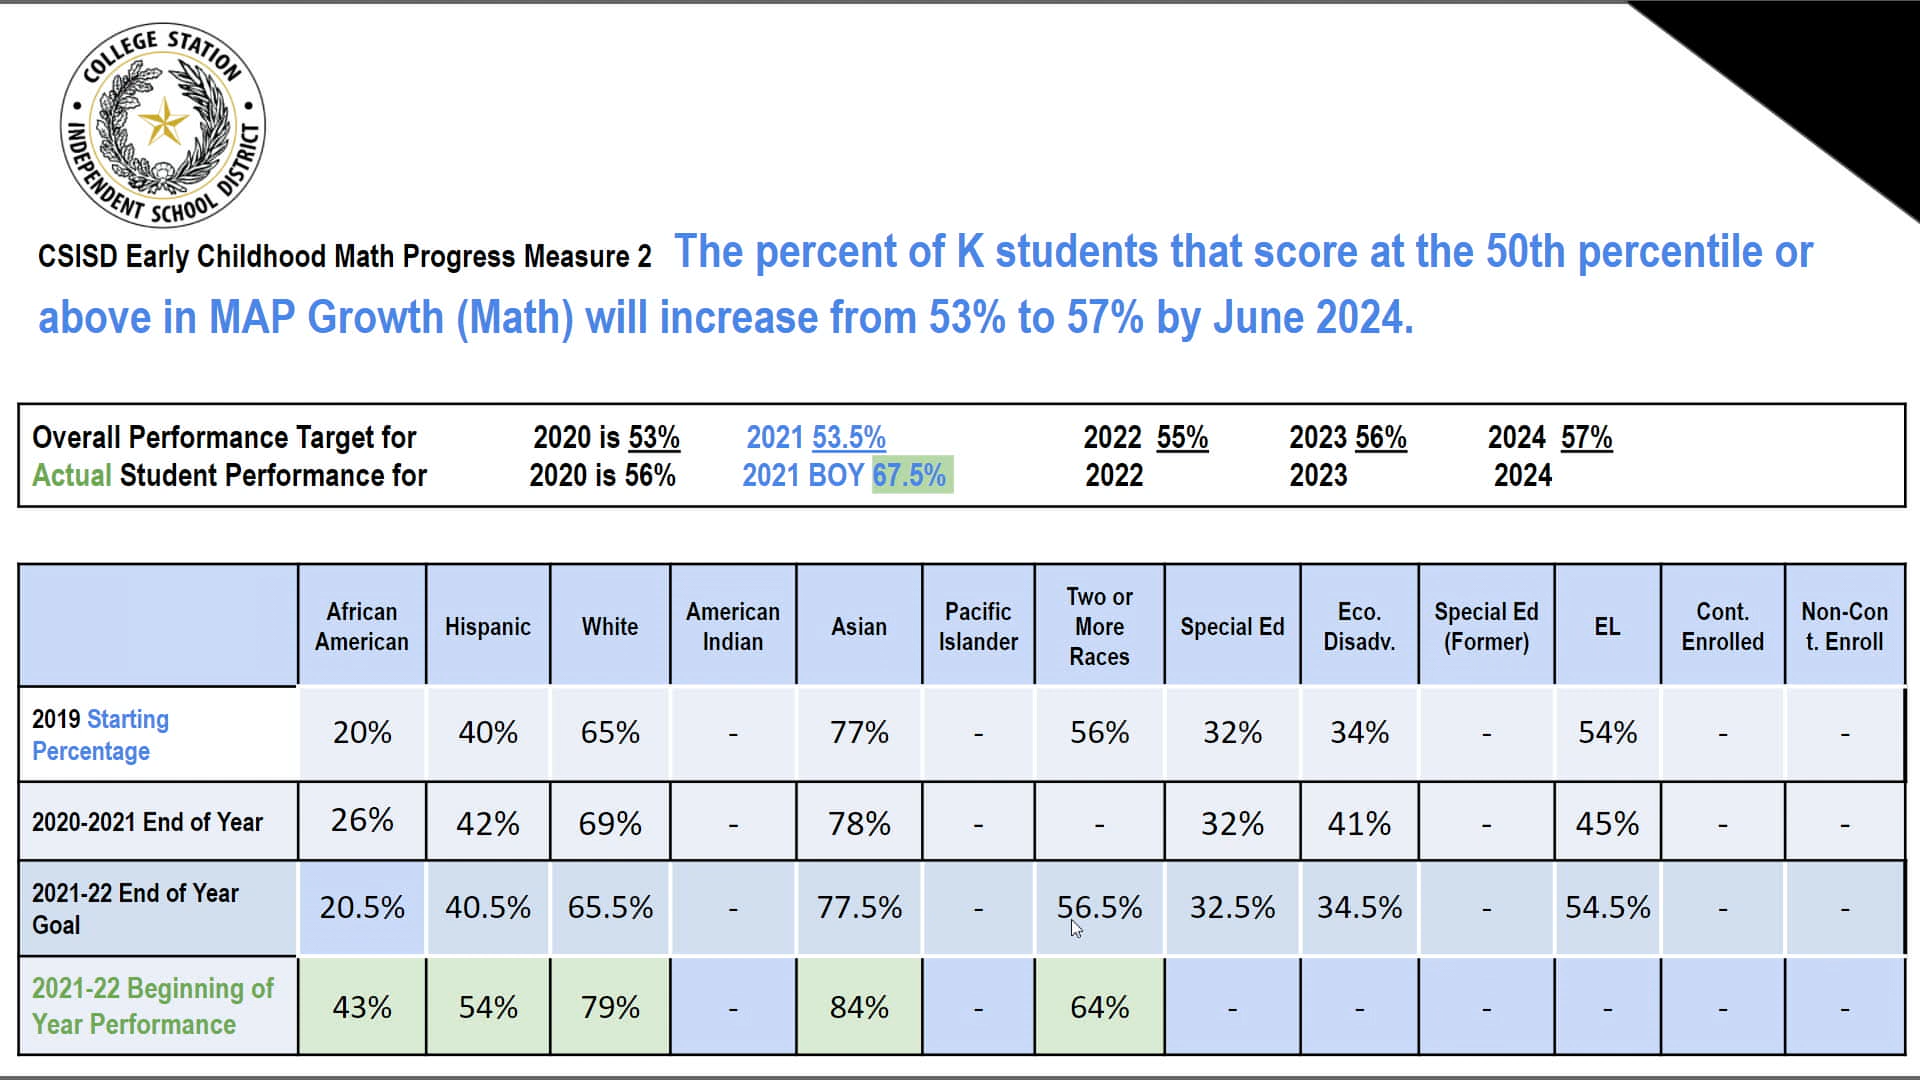 COLLEGE STATION
INDEPENDENT SCHOOL DISTRICT
CSISD Early Childhood Math Progress Measure 2 The percent of K students that score at the 50th percentile or
above in MAP Growth (Math) will increase from 53% to 57% by June 2024.
Overall Performance Target for 2020 is 53% 2021 53.5% 2022 55% 2023 56% 2024 57%
Actual Student Performance for 2020 is 56% 2021 BOY 67.5% 2022 2023 2024
African American Hispanic White American Indian Asian Pacific Islander Two or More Races Special Ed Eco. Disadv. Special Ed (Former) EL Cont. Enrolled Non-Con t. Enroll
2019 Starting Percentage 20% 40% 65% - 77% - 56% 32% 34% - 54% - -
2020-2021 End of Year 26% 42% 69% - 78% - - 32% 41% - 45% - -
2021-22 End of Year Goal 20.5% 40.5% 65.5% - 77.5% - 56.5% 32.5% 34.5% - 54.5% - -
2021-22 Beginning of Year Performance 43% 54% 79% - 84% - 64% - - - - - -